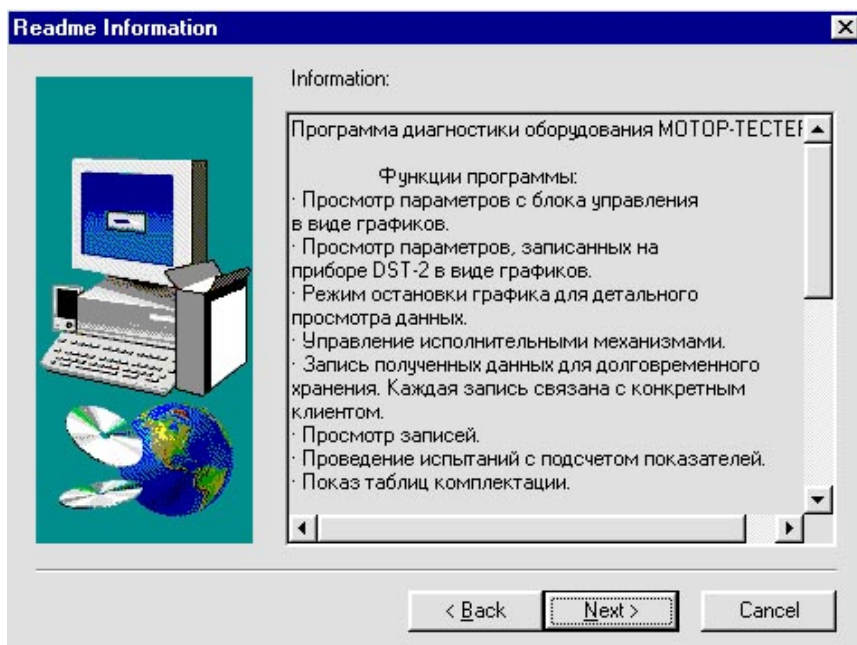 Readme Information
Information:
Программа диагностики оборудования МОТОР-ТЕСТЕР
Функции программы:
· Просмотр параметров с блока управления
в виде графиков.
· Просмотр параметров, записанных на
приборе DST-2 в виде графиков.
· Режим остановки графика для детального
просмотра данных.
· Управление исполнительными механизмами.
· Запись полученных данных для долговременного
хранения. Каждая запись связана с конкретным
клиентом.
· Просмотр записей.
· Проведение испытаний с подсчетом показателей.
· Показ таблиц комплектации.
< Back
Next >
Cancel